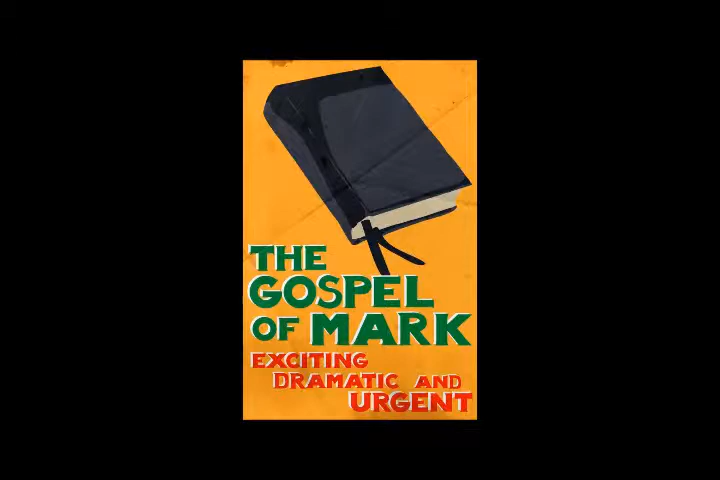 THE
GOSPEL
OF MARK
EXCITING
DRAMATIC AND
URGENT